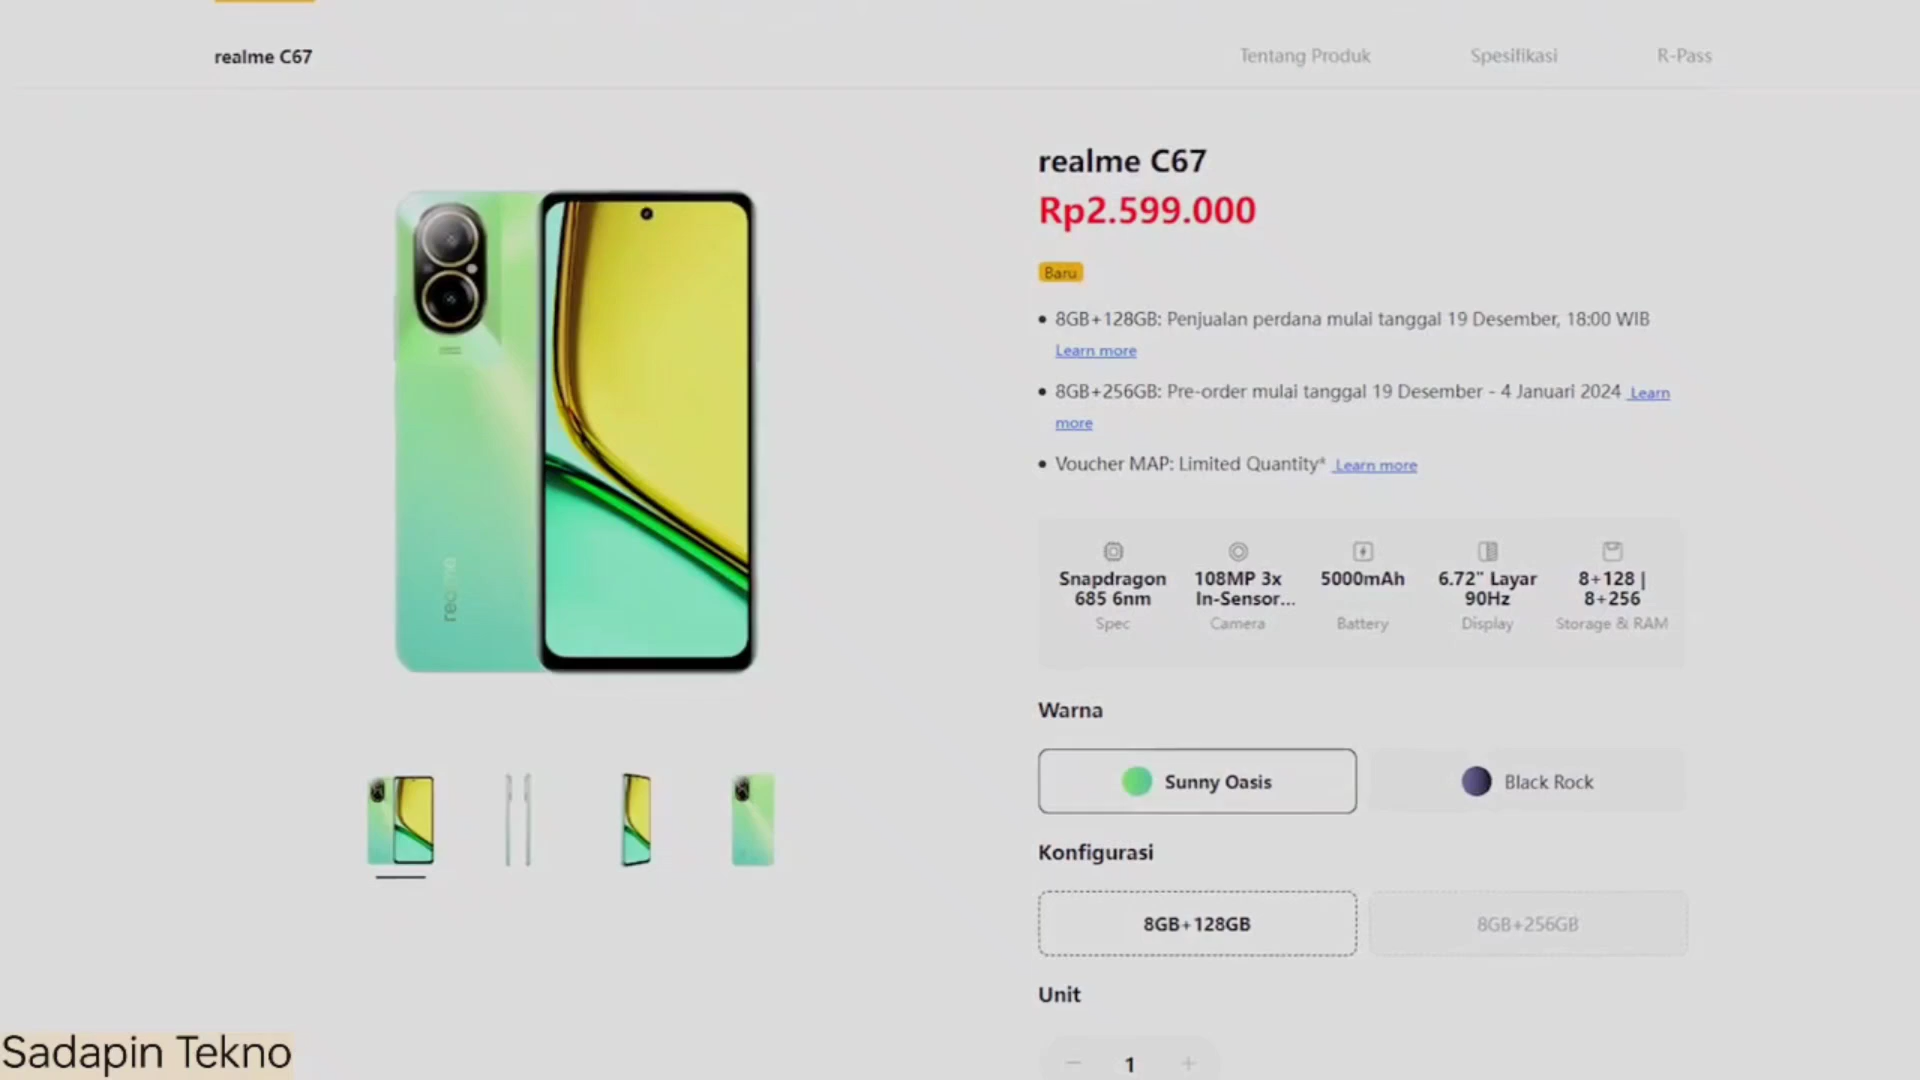 realme C67
Tentang Produk
Spesifikasi
R-Pass
realme C67
Rp2.599.000
Baru
• 8GB+128GB: Penjualan perdana mulai tanggal 19 Desember, 18:00 WIB
Learn more
• 8GB+256GB: Pre-order mulai tanggal 19 Desember - 4 Januari 2024 Learn
more
• Voucher MAP: Limited Quantity* Learn more
Snapdragon
685 6nm
Spec
108MP 3x
In-Sensor...
Camera
5000mAh
Battery
6.72" Layar
90Hz
Display
8+128 |
8+256
Storage & RAM
realme
Warna
Sunny Oasis
Black Rock
Konfigurasi
8GB+128GB
8GB+256GB
Unit
− 1 +
Sadapin Tekno